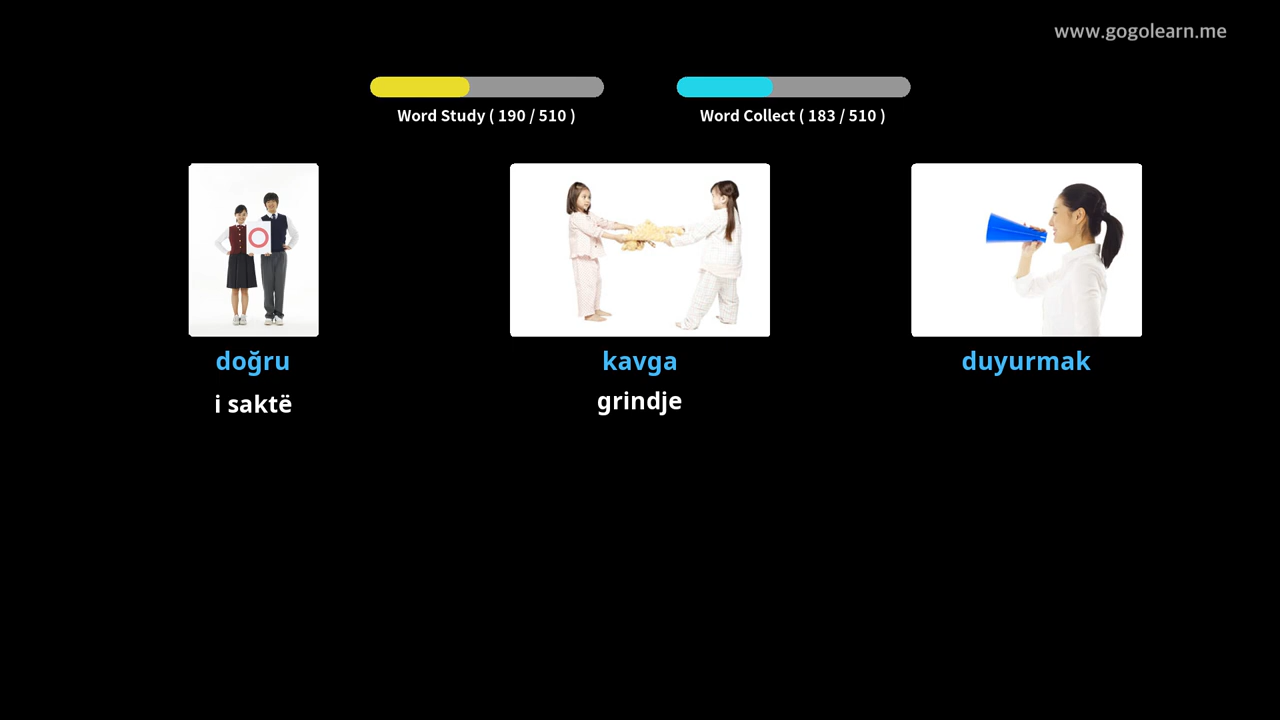 www.gogolearn.me
Word Study ( 190 / 510 )
Word Collect ( 183 / 510 )
doğru
kavga
duyurmak
i saktë
grindje